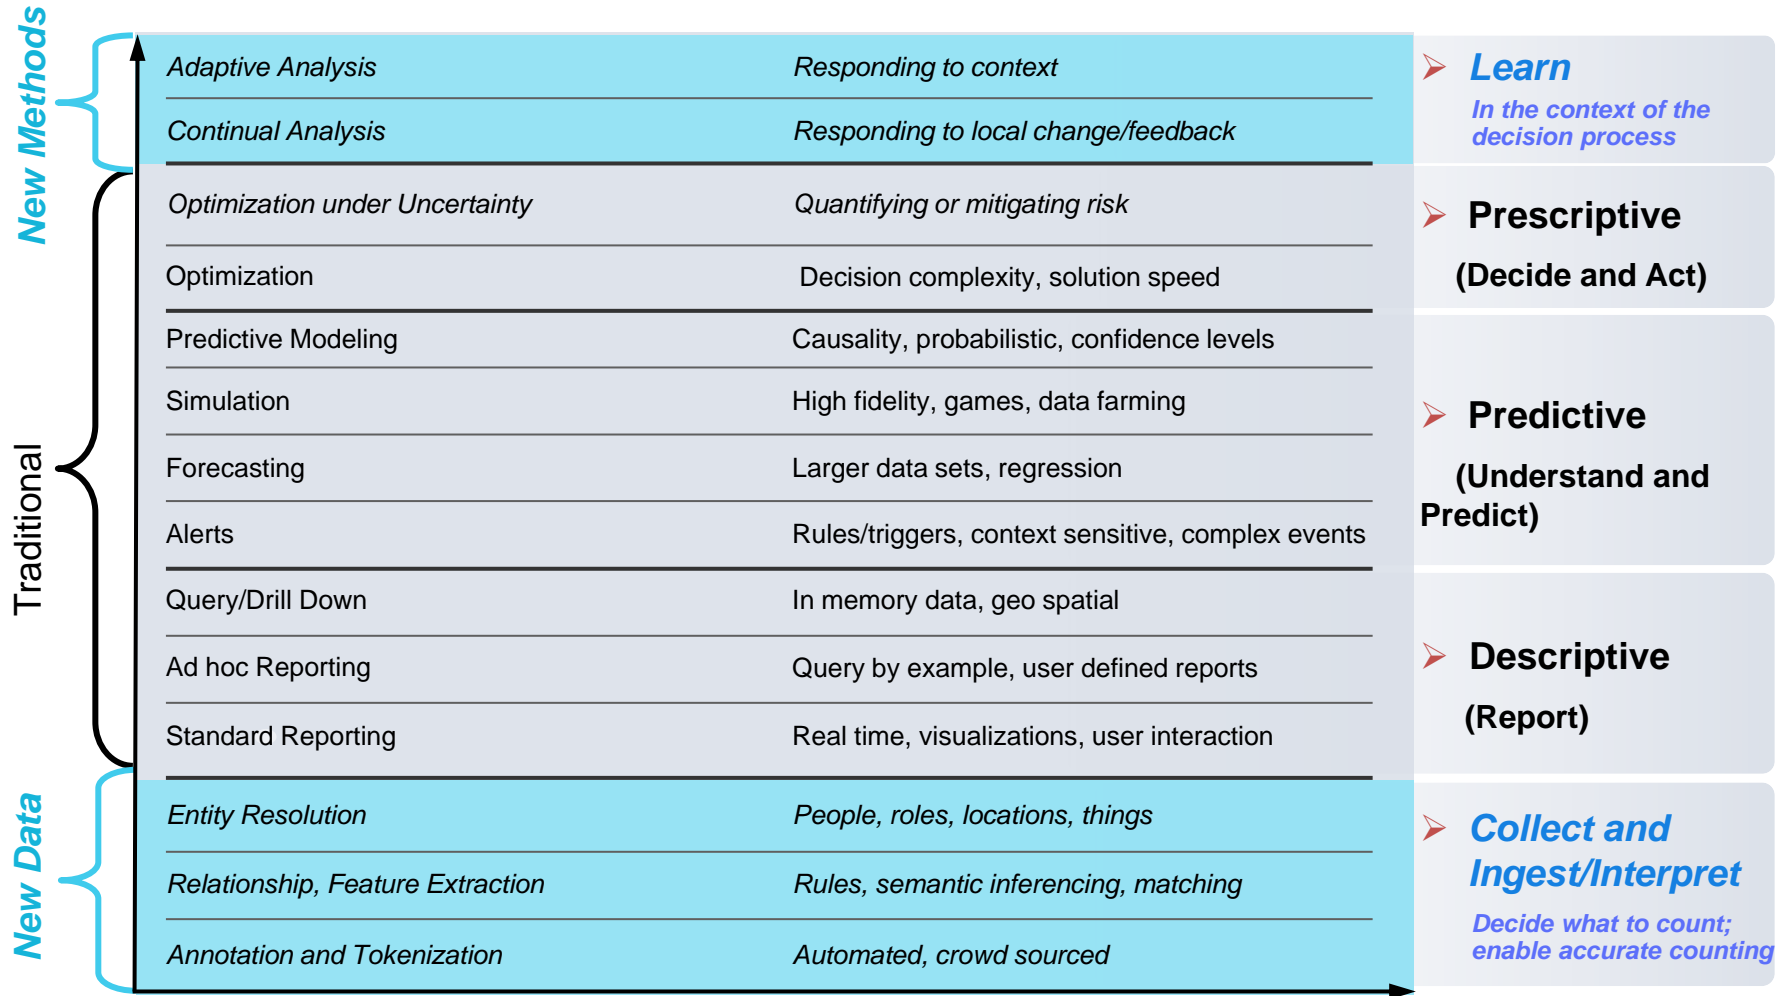 New Methods
Adaptive Analysis
Responding to context
Continual Analysis
Responding to local change/feedback
Learn
In the context of the
decision process
Traditional
Optimization under Uncertainty
Quantifying or mitigating risk
Optimization
Decision complexity, solution speed
Prescriptive
(Decide and Act)
Predictive Modeling
Causality, probabilistic, confidence levels
Simulation
High fidelity, games, data farming
Forecasting
Larger data sets, regression
Alerts
Rules/triggers, context sensitive, complex events
Predictive
(Understand and
Predict)
Query/Drill Down
In memory data, geo spatial
Ad hoc Reporting
Query by example, user defined reports
Standard Reporting
Real time, visualizations, user interaction
Descriptive
(Report)
New Data
Entity Resolution
People, roles, locations, things
Relationship, Feature Extraction
Rules, semantic inferencing, matching
Annotation and Tokenization
Automated, crowd sourced
Collect and
Ingest/Interpret
Decide what to count;
enable accurate counting